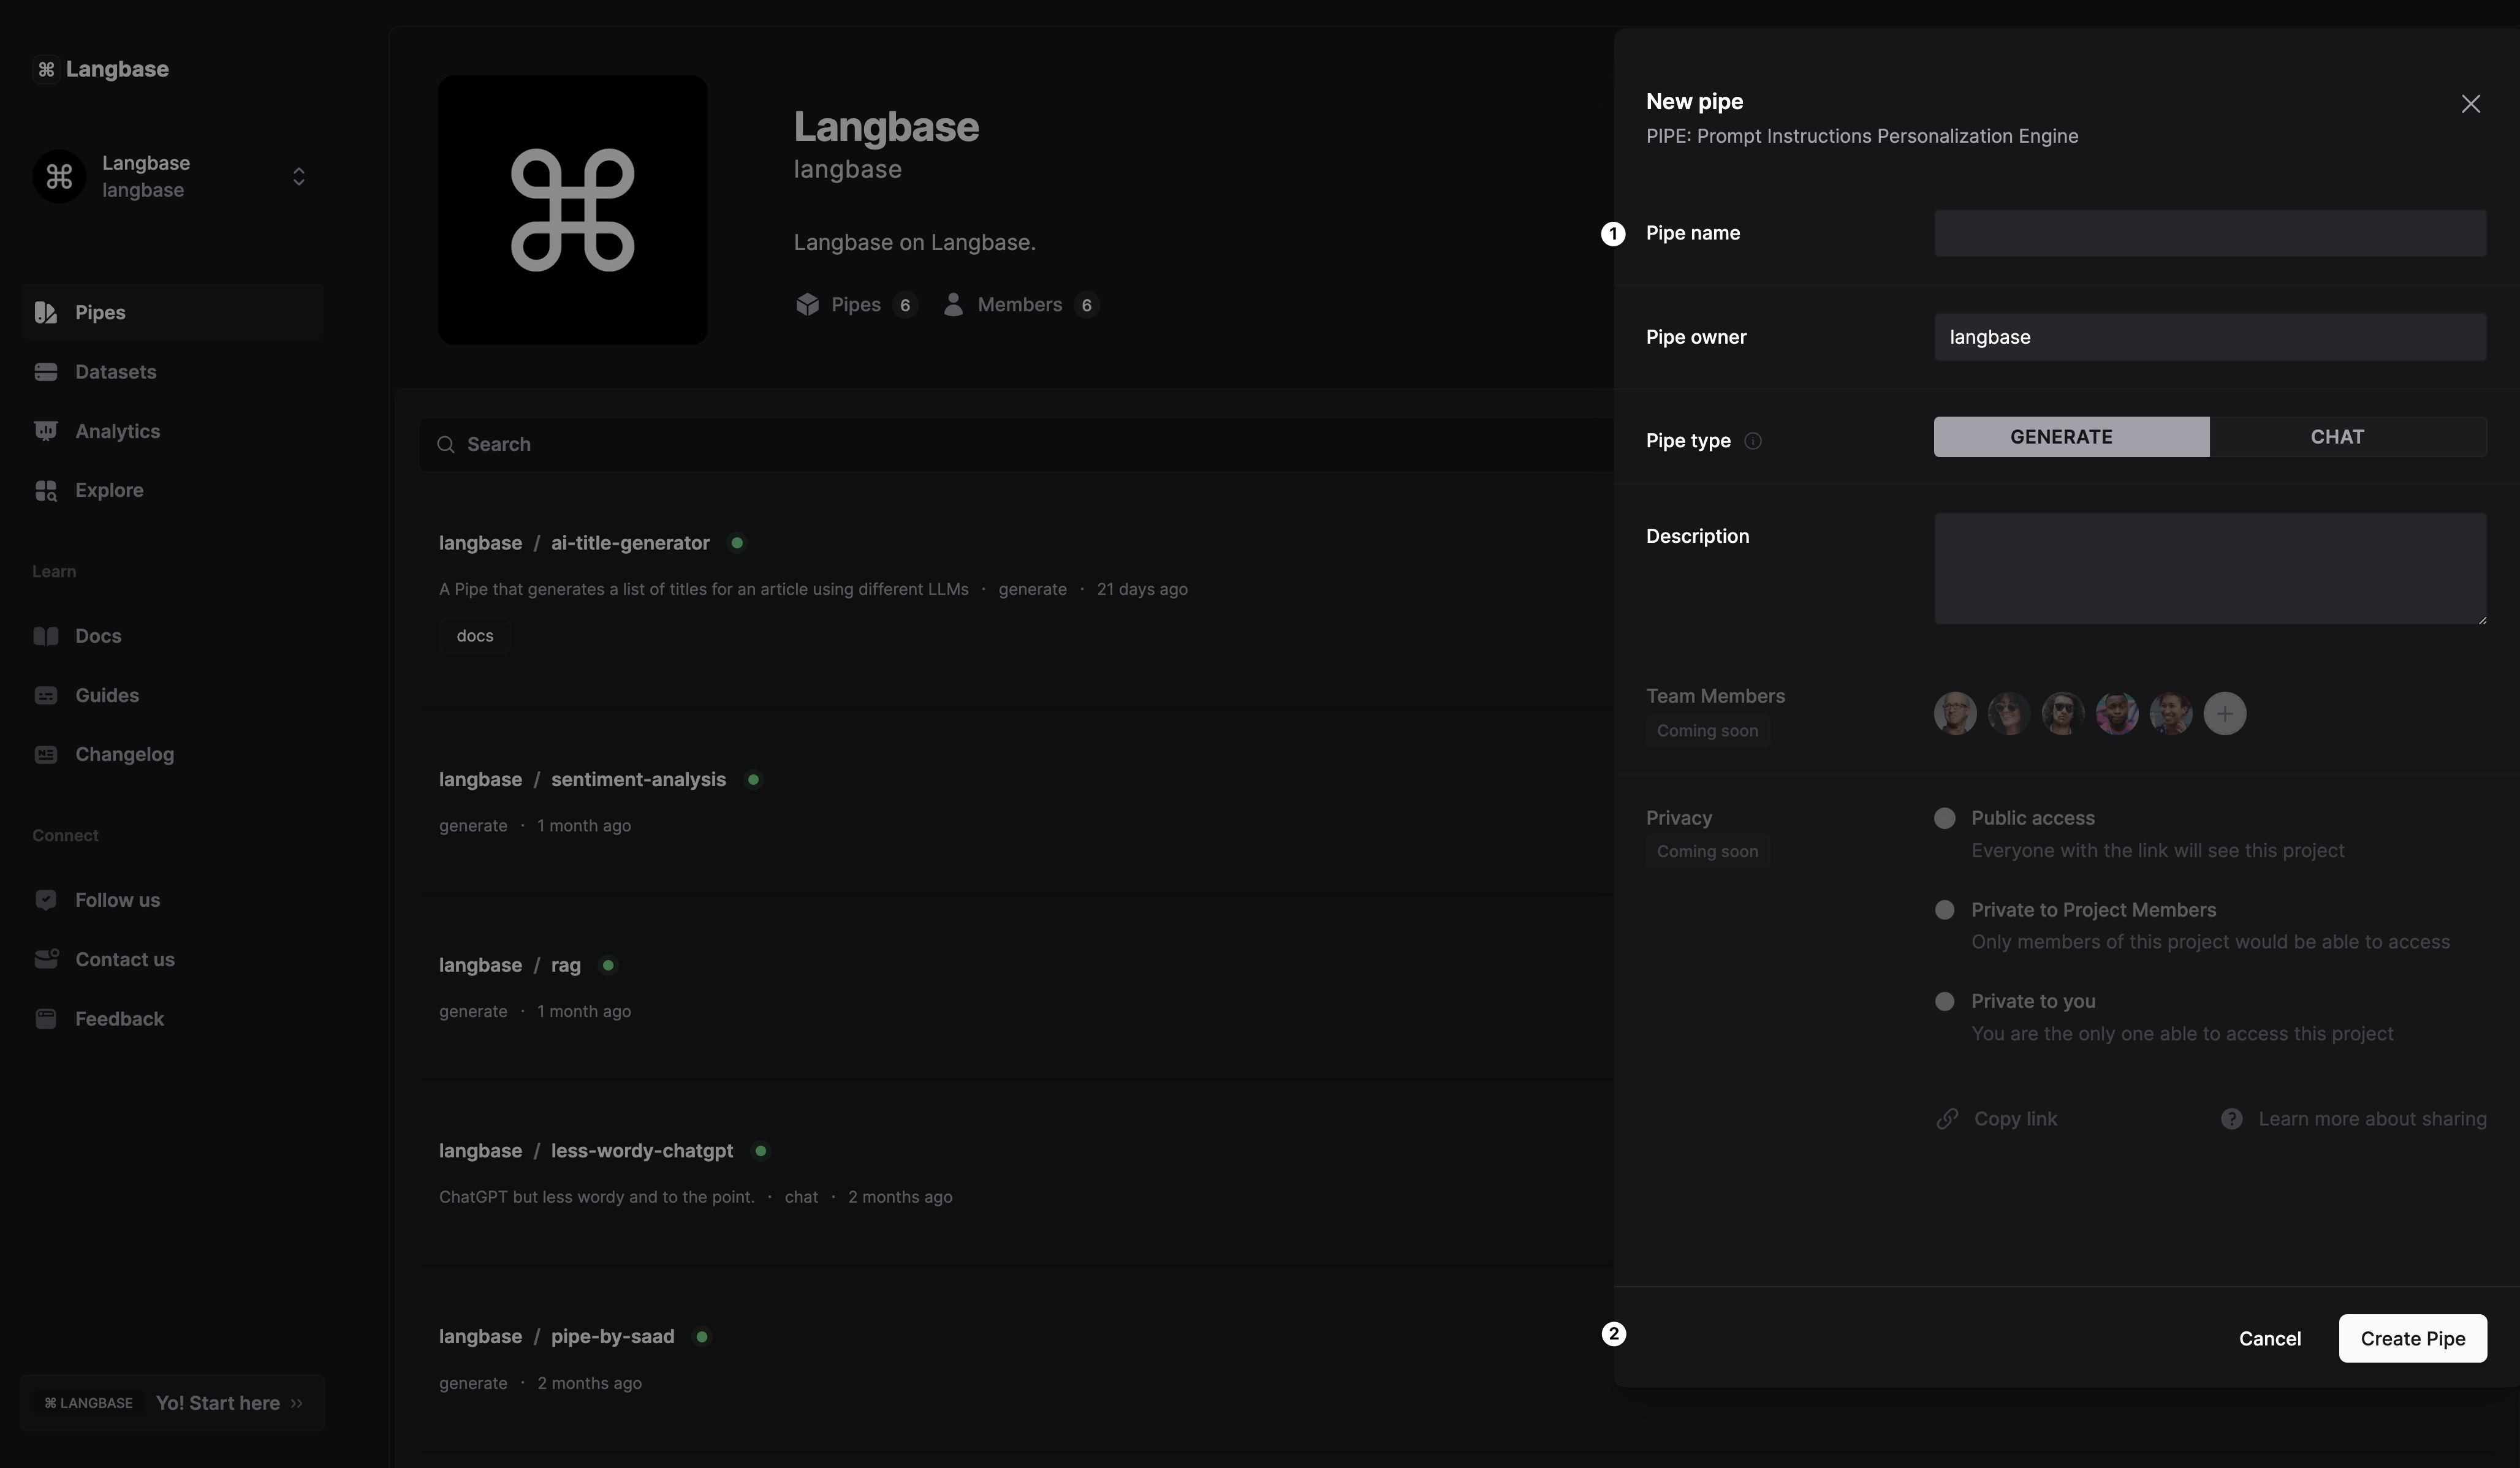 Langbase
Langbase
langbase
Pipes
Datasets
Analytics
Explore
Learn
Docs
Guides
Changelog
Connect
Follow us
Contact us
Feedback
⌘ LANGBASE Yo! Start here »
Langbase
langbase
Langbase on Langbase.
Pipes 6 Members 6
Search
langbase / ai-title-generator
A Pipe that generates a list of titles for an article using different LLMs · generate · 21 days ago
docs
langbase / sentiment-analysis
generate · 1 month ago
langbase / rag
generate · 1 month ago
langbase / less-wordy-chatgpt
ChatGPT but less wordy and to the point. · chat · 2 months ago
langbase / pipe-by-saad
generate · 2 months ago
New pipe
PIPE: Prompt Instructions Personalization Engine
1 Pipe name
Pipe owner langbase
Pipe type GENERATE CHAT
Description
Team Members
Coming soon
Privacy
Coming soon
Public access
Everyone with the link will see this project
Private to Project Members
Only members of this project would be able to access
Private to you
You are the only one able to access this project
Copy link ? Learn more about sharing
2 Cancel Create Pipe